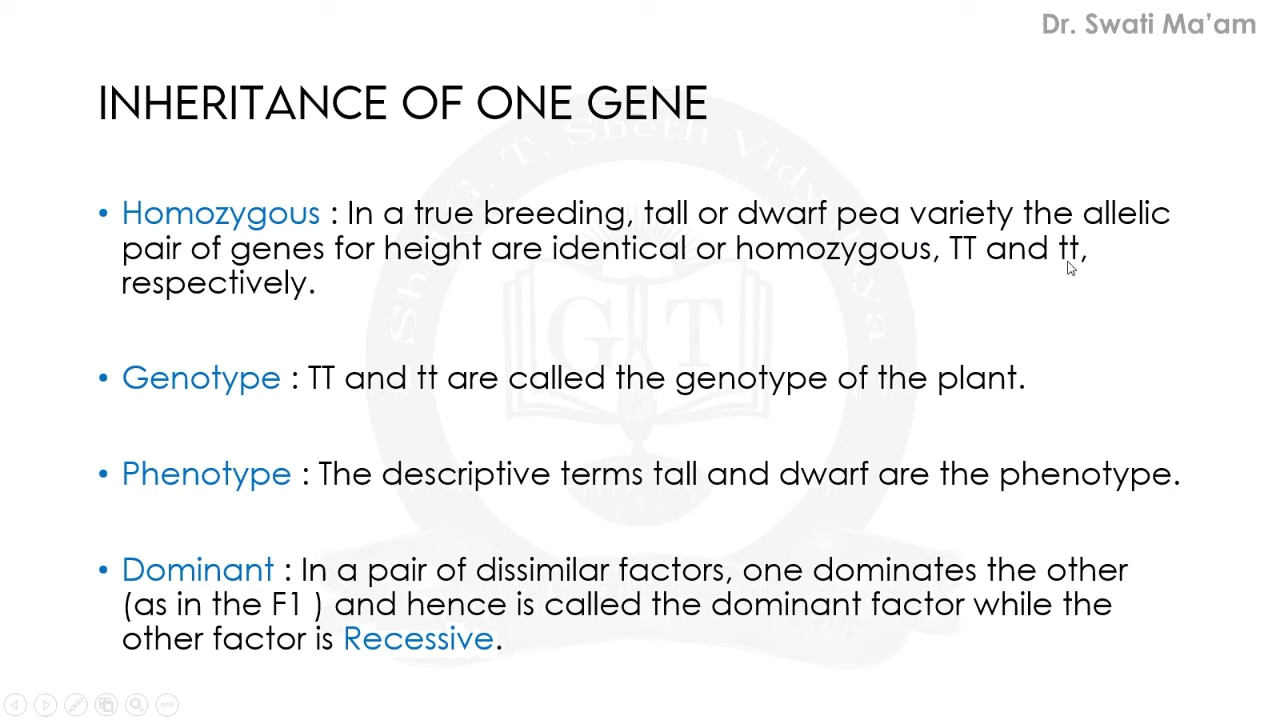 Dr. Swati Ma’am
INHERITANCE OF ONE GENE
• Homozygous : In a true breeding, tall or dwarf pea variety the allelic
pair of genes for height are identical or homozygous, TT and tt,
respectively.
• Genotype : TT and tt are called the genotype of the plant.
• Phenotype : The descriptive terms tall and dwarf are the phenotype.
• Dominant : In a pair of dissimilar factors, one dominates the other
(as in the F1 ) and hence is called the dominant factor while the
other factor is Recessive.
G T